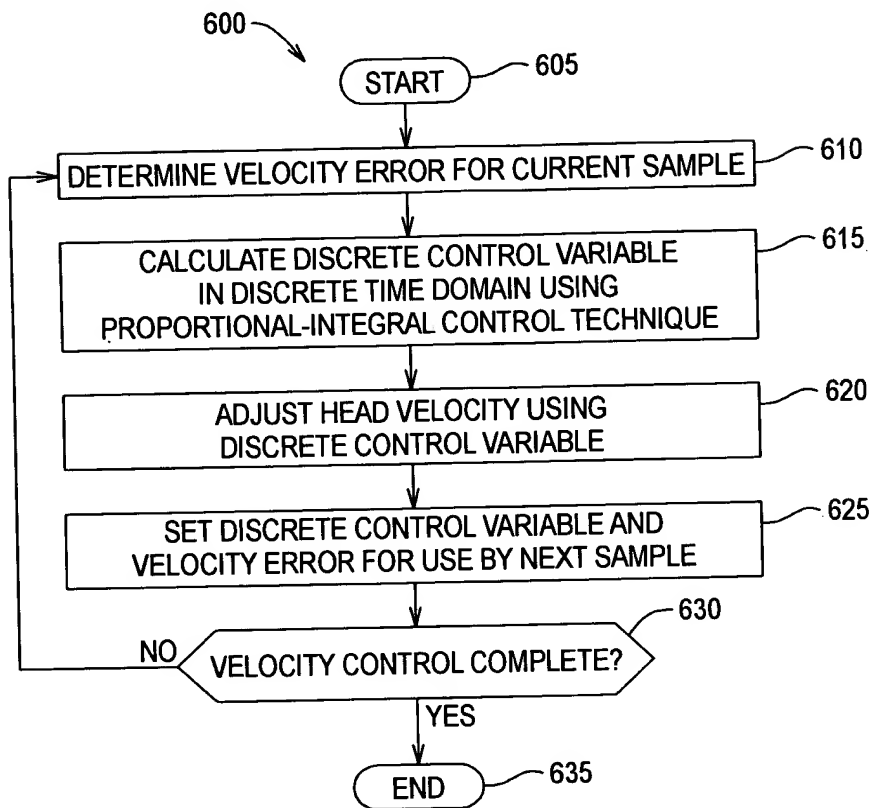 600
START
605
DETERMINE VELOCITY ERROR FOR CURRENT SAMPLE
610
CALCULATE DISCRETE CONTROL VARIABLE
IN DISCRETE TIME DOMAIN USING
PROPORTIONAL-INTEGRAL CONTROL TECHNIQUE
615
ADJUST HEAD VELOCITY USING
DISCRETE CONTROL VARIABLE
620
SET DISCRETE CONTROL VARIABLE AND
VELOCITY ERROR FOR USE BY NEXT SAMPLE
625
NO
VELOCITY CONTROL COMPLETE?
630
YES
END
635